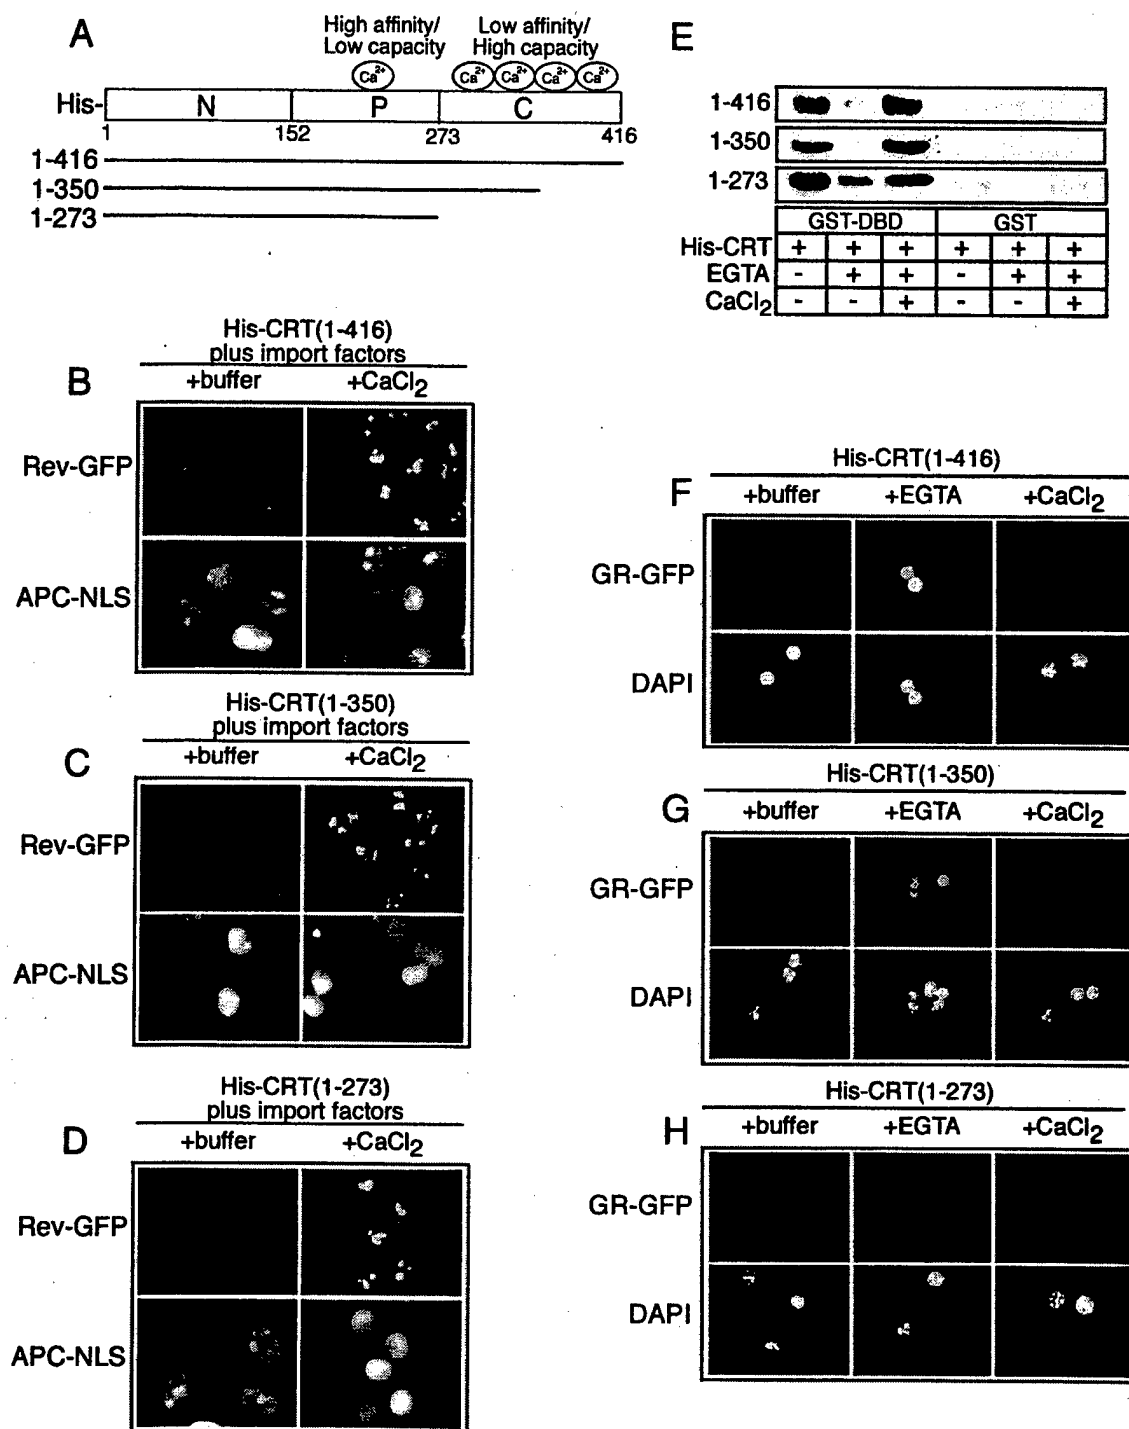 A
High affinity/
Low capacity
Low affinity/
High capacity
Ca2+
Ca2+ Ca2+ Ca2+ Ca2+
His- N P C
1 152 273 416
1-416
1-350
1-273
E
1-416
1-350
1-273
GST-DBD GST
His-CRT + + + + + +
EGTA - + + - + +
CaCl2 - - + - - +
His-CRT(1-416)
plus import factors
B
+buffer +CaCl2
Rev-GFP
APC-NLS
His-CRT(1-350)
plus import factors
C
+buffer +CaCl2
Rev-GFP
APC-NLS
His-CRT(1-273)
plus import factors
D
+buffer +CaCl2
Rev-GFP
APC-NLS
His-CRT(1-416)
F
+buffer +EGTA +CaCl2
GR-GFP
DAPI
His-CRT(1-350)
G
+buffer +EGTA +CaCl2
GR-GFP
DAPI
His-CRT(1-273)
H
+buffer +EGTA +CaCl2
GR-GFP
DAPI